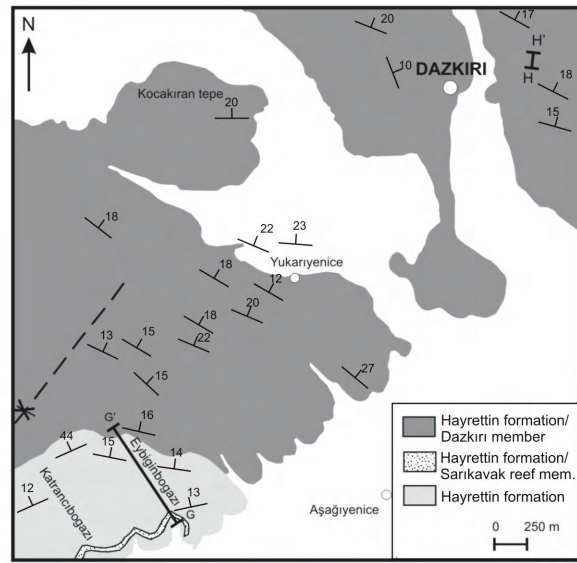 N
20
17
H'
H
10
DAZKIRI
18
15
Kocakıran tepe
20
18
22
23
Yukarıyenice
18
12
20
18
22
13
15
15
27
G'
16
44
15
14
Eybiginbogazı
12
Katrancıbogazı
13
G
Aşağıyenice
Hayrettin formation/
Dazkırı member
Hayrettin formation/
Sarıkavak reef mem.
Hayrettin formation
0 250 m